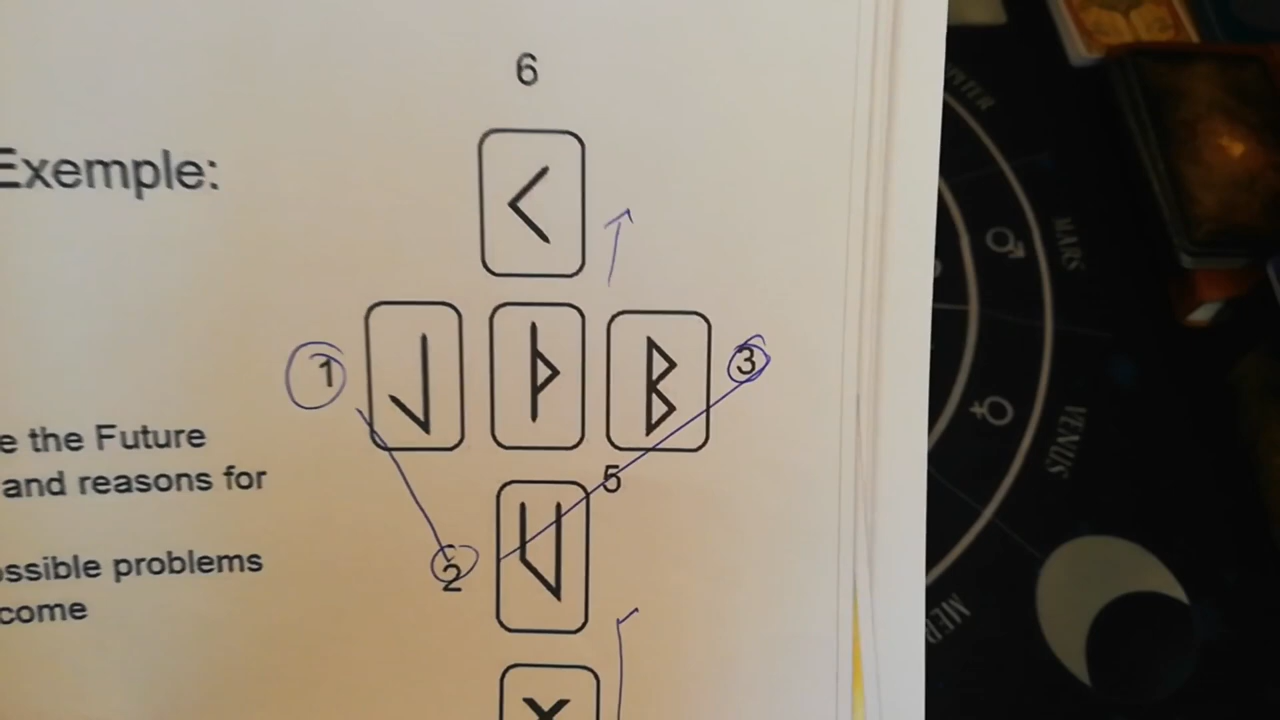 6
Exemple:
ᚲ
1
ᚦ
ᛒ
3
e the Future
and reasons for
5
2
ossible problems
come
MARS
VENUS